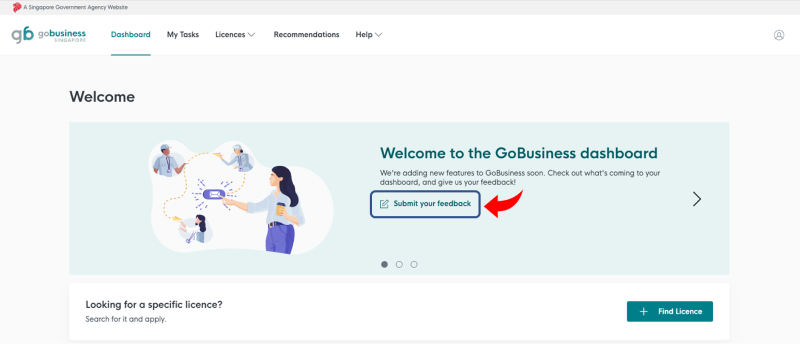 A Singapore Government Agency Website
gb gobusiness
SINGAPORE
Dashboard
My Tasks
Licences
Recommendations
Help
Welcome
Welcome to the GoBusiness dashboard
We're adding new features to GoBusiness soon. Check out what's coming to your
dashboard, and give us your feedback!
Submit your feedback
Looking for a specific licence?
Search for it and apply.
Find Licence